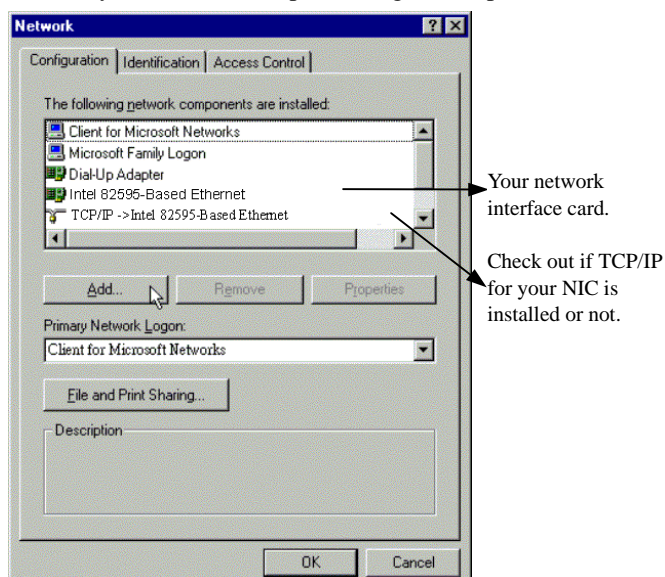 Network
Configuration Identification Access Control
The following network components are installed:
Client for Microsoft Networks
Microsoft Family Logon
Dial-Up Adapter
Intel 82595-Based Ethernet
TCP/IP ->Intel 82595-Based Ethernet
Your network
interface card.
Check out if TCP/IP
for your NIC is
installed or not.
Add... Remove Properties
Primary Network Logon:
Client for Microsoft Networks
File and Print Sharing...
Description
OK Cancel